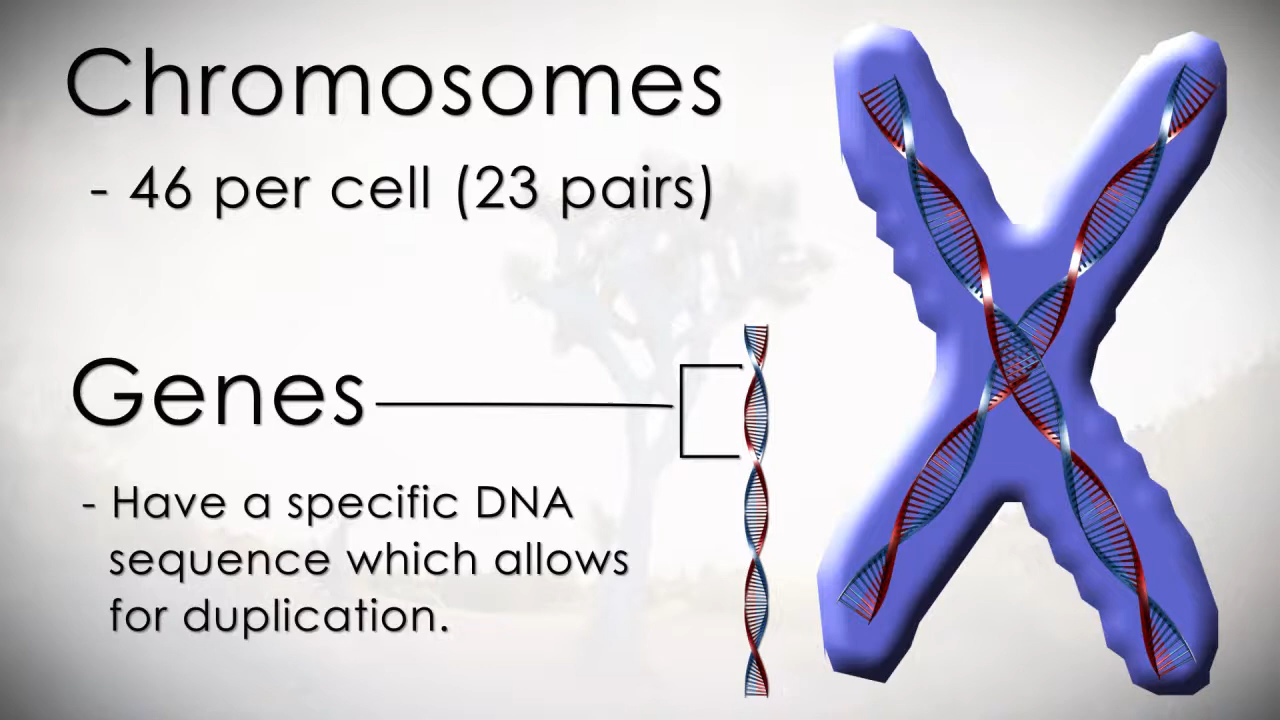 Chromosomes
- 46 per cell (23 pairs)
Genes
- Have a specific DNA
sequence which allows
for duplication.